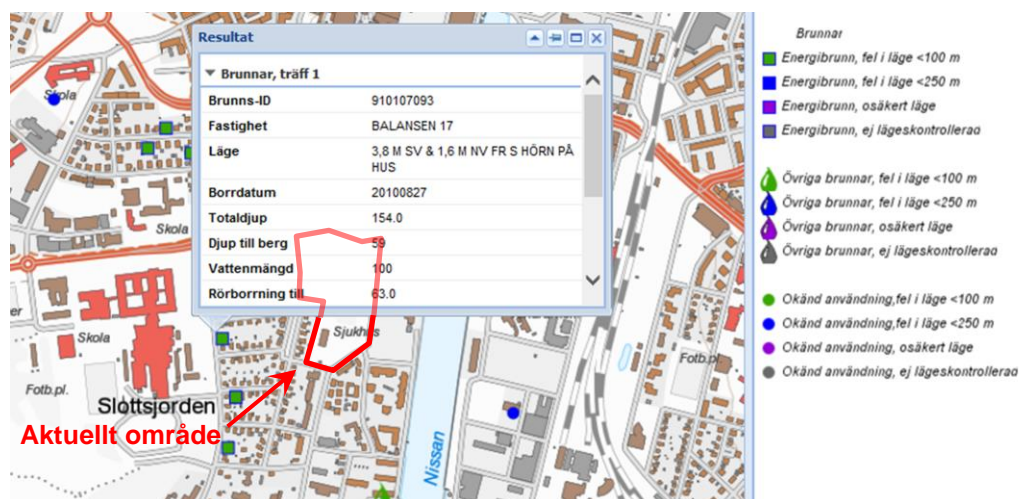 Resultat
Brunnar, träff 1
Brunns-ID 910107093
Fastighet BALANSEN 17
Läge 3,8 M SV & 1,6 M NV FR S HÖRN PÅ
HUS
Borrdatum 20100827
Totaldjup 154.0
Djup till berg 59
Vattenmängd 100
Rörborrning till 63.0
Skola
Skola
Sjukhus
Skola
Fotb.pl.
Fotb.pl.
Slottsjorden
Aktuellt område
Nissan
Brunnar
Energibrunn, fel i läge <100 m
Energibrunn, fel i läge <250 m
Energibrunn, osäkert läge
Energibrunn, ej lägeskontrollerad
Övriga brunnar, fel i läge <100 m
Övriga brunnar, fel i läge <250 m
Övriga brunnar, osäkert läge
Övriga brunnar, ej lägeskontrollerad
Okänd användning,fel i läge <100 m
Okänd användning,fel i läge <250 m
Okänd användning, osäkert läge
Okänd användning, ej lägeskontrollerad